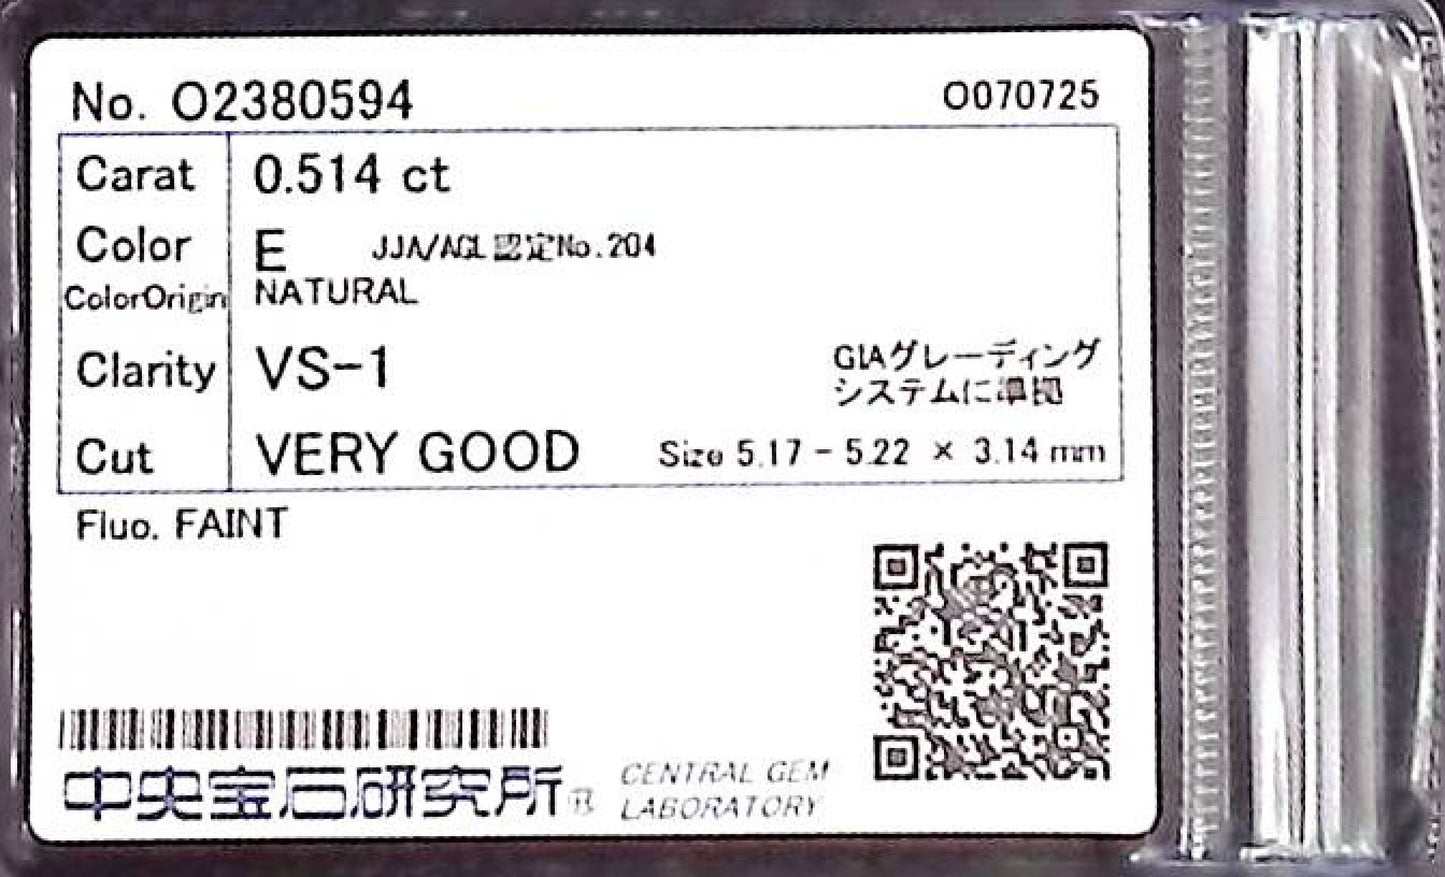 No. O2380594 O070725
Carat 0.514 ct
Color E JJA/AGL認定No.204
ColorOrigin NATURAL
Clarity VS-1 GIAグレーディング
システムに準拠
Cut VERY GOOD Size 5.17 - 5.22 × 3.14 mm
Fluo. FAINT
中央宝石研究所® CENTRAL GEM
LABORATORY